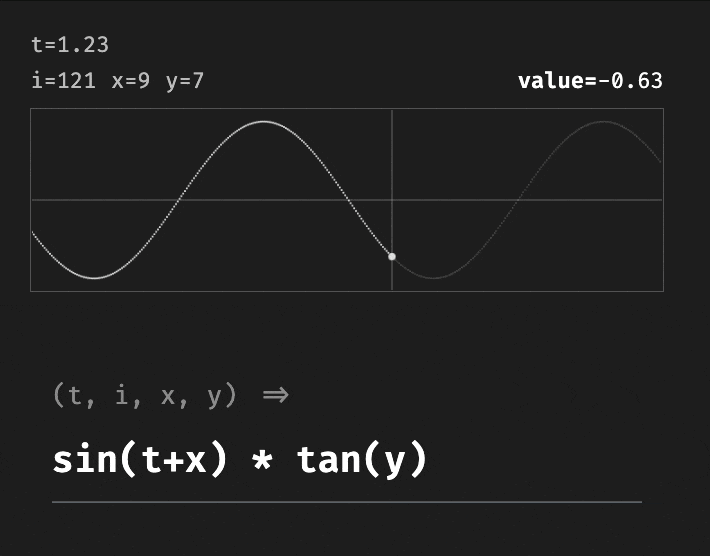 t=1.23
i=121 x=9 y=7 value=-0.63
(t, i, x, y) ⇒
sin(t+x) * tan(y)